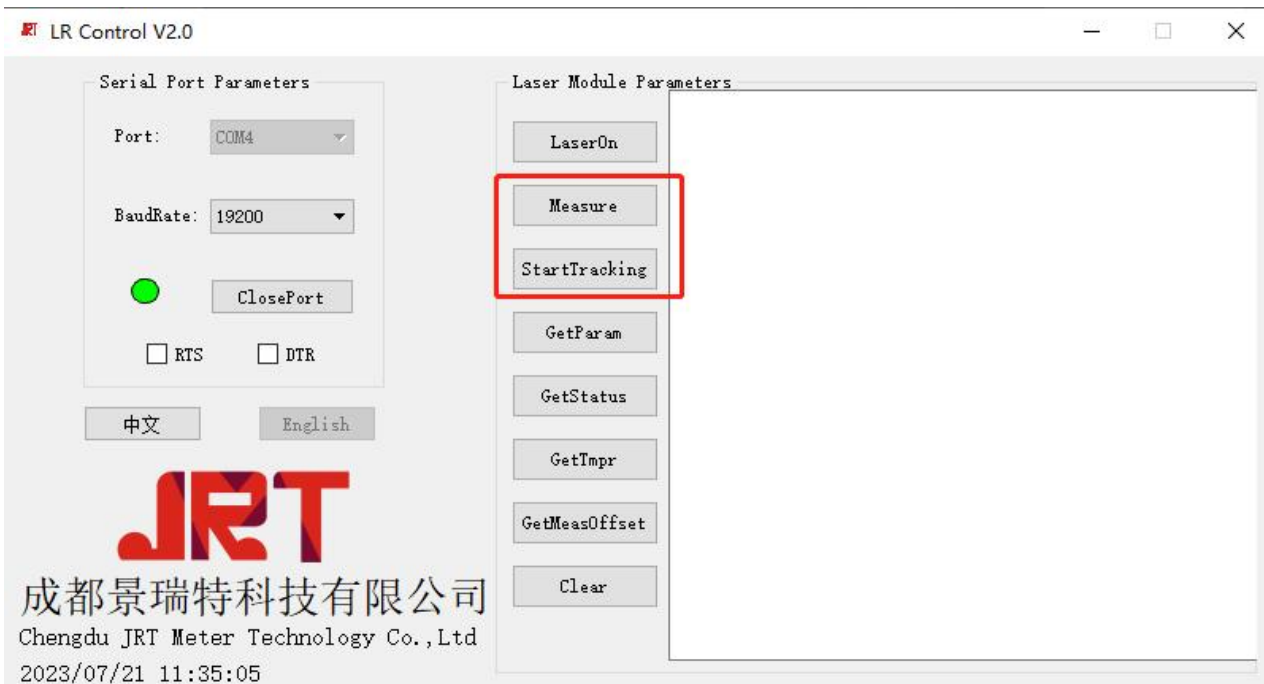 JRT LR Control V2.0
Serial Port Parameters
Port: COM4
BaudRate: 19200
ClosePort
RTS DTR
中文 English
JRT
成都景瑞特科技有限公司
Chengdu JRT Meter Technology Co.,Ltd
2023/07/21 11:35:05
Laser Module Parameters
LaserOn
Measure
StartTracking
GetParam
GetStatus
GetTmpr
GetMeasOffset
Clear